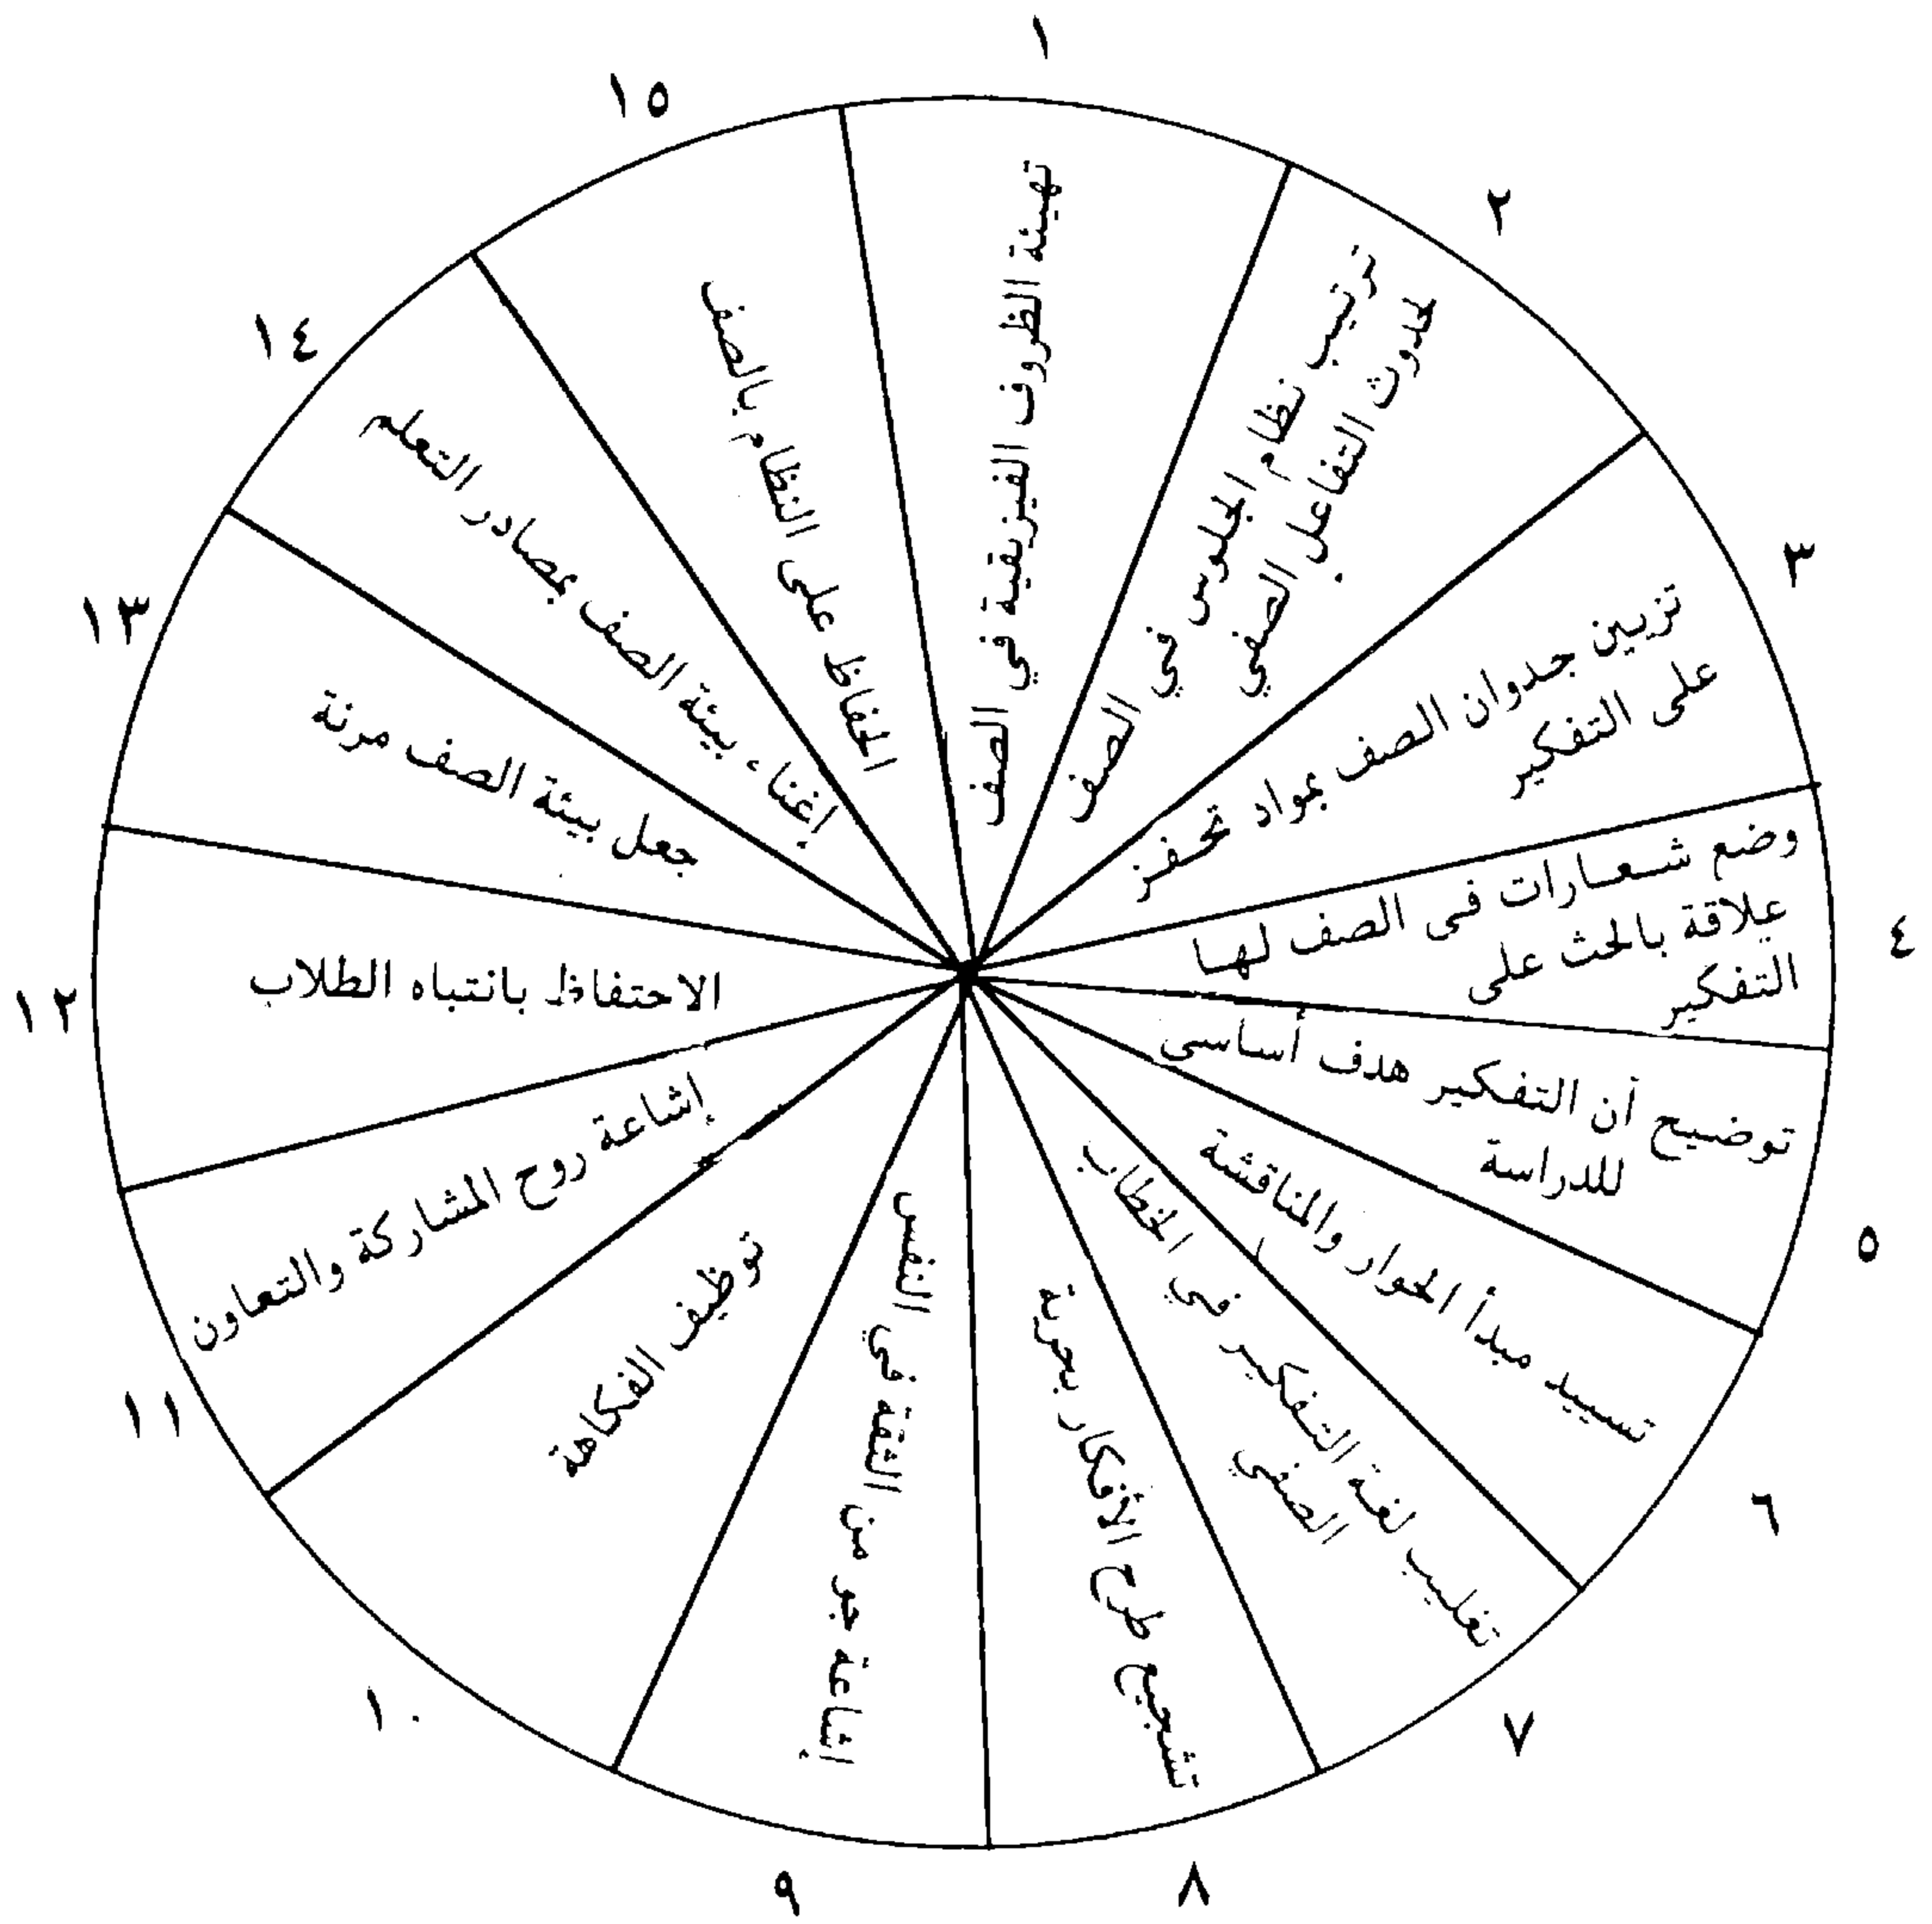 ١
تهيئة الظروف الفيزيقية في الصف
٢
ترتيب نظام الجلوس في الصف
لحدوث التفاعل الصفي
٣
تزيين جدران الصف بمواد تحفز
على التفكير
٤
وضع شعارات فى الصف لها
علاقة بالحث على
التفكير
٥
توضيح أن التفكير هدف أساسى
للدراسة
٦
تسييد مبدأ الحوار والمناقشة
٧
تغليب لغة التفكير في الخطاب
الصفي
٨
تشجيع طرح الأفكار بحرية
٩
إشاعة جو من الثقة في النفس
١٠
توظيف الفكاهة
١١
إشاعة روح المشاركة والتعاون
١٢
الاحتفاظ بانتباه الطلاب
١٣
جعل بيئة الصف مرنة
١٤
إغناء بيئة الصف بمصادر التعلم
١٥
الحفاظ على النظام بالصف